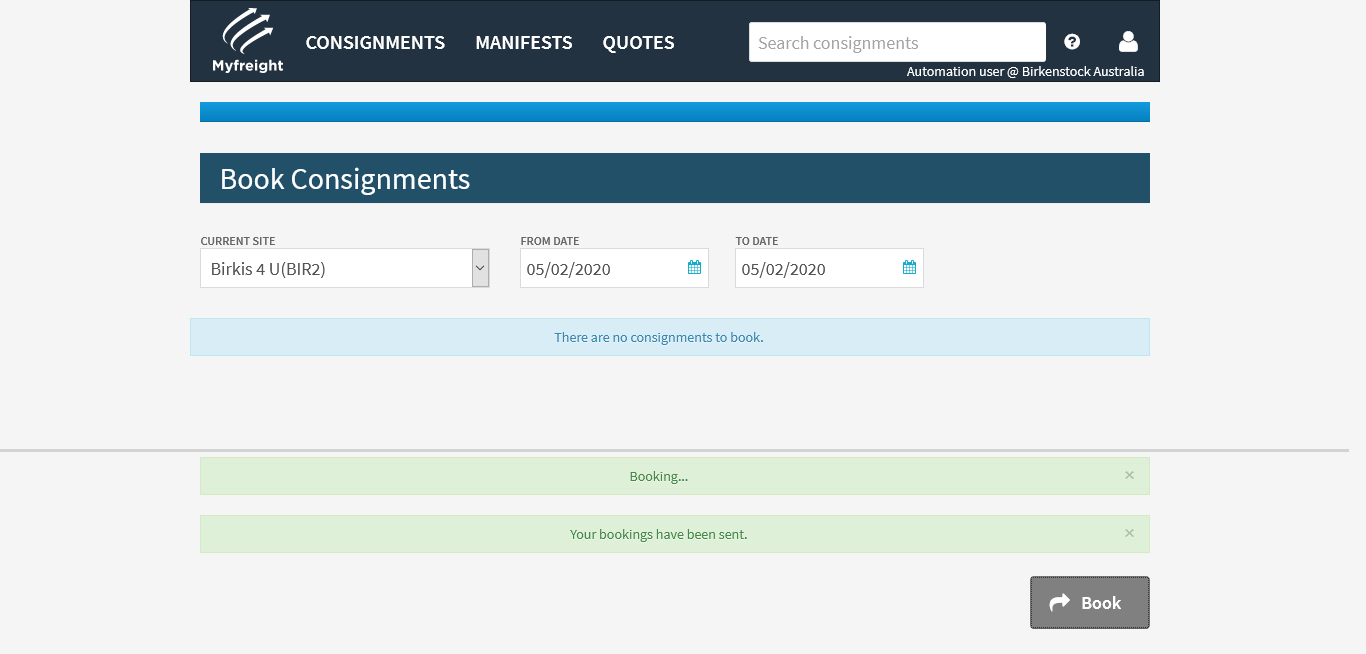 Myfreight
CONSIGNMENTS MANIFESTS QUOTES
Search consignments
Automation user @ Birkenstock Australia
Book Consignments
CURRENT SITE FROM DATE TO DATE
Birkis 4 U(BIR2) 05/02/2020 05/02/2020
There are no consignments to book.
Booking... ×
Your bookings have been sent. ×
Book